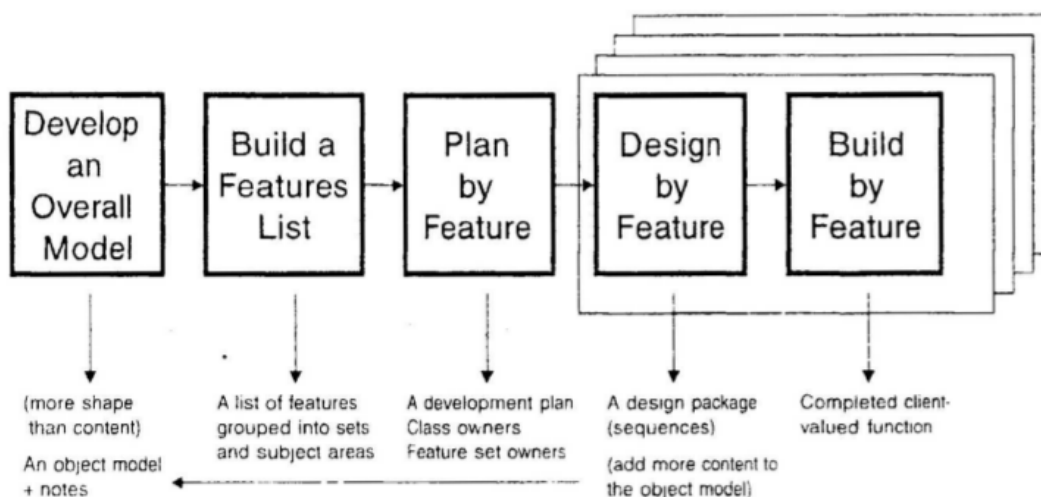 Develop
an
Overall
Model
Build a
Features
List
Plan
by
Feature
Design
by
Feature
Build
by
Feature
(more shape
than content)
An object model
+ notes
A list of features
grouped into sets
and subject areas
A development plan
Class owners
Feature set owners
A design package
(sequences)
(add more content to
the object model)
Completed client-
valued function